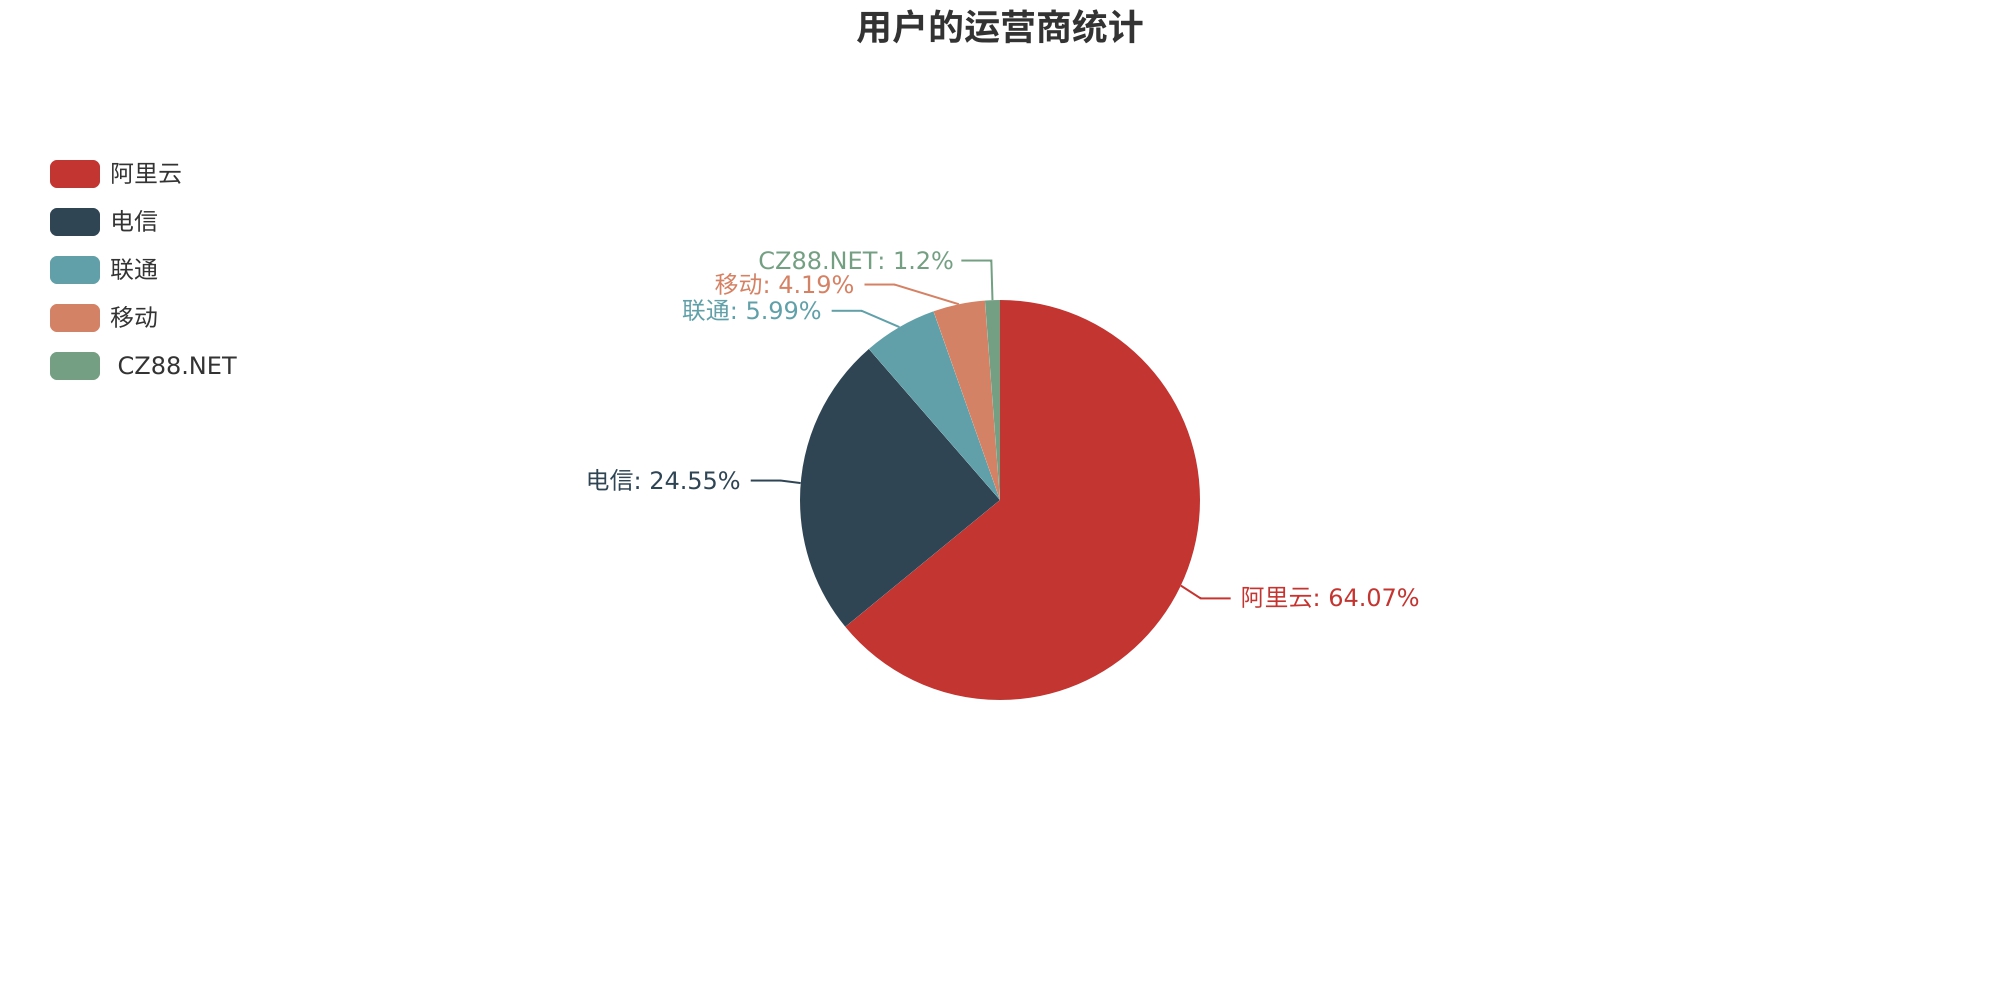 用户的运营商统计
阿里云
电信
联通
移动
CZ88.NET
CZ88.NET: 1.2%
移动: 4.19%
联通: 5.99%
电信: 24.55%
阿里云: 64.07%